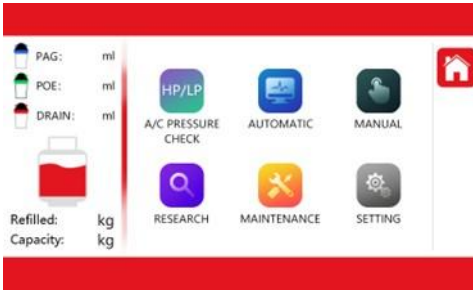 PAG: ml
POE: ml
DRAIN: ml
Refilled: kg
Capacity: kg
HP/LP
A/C PRESSURE
CHECK
AUTOMATIC
MANUAL
RESEARCH
MAINTENANCE
SETTING